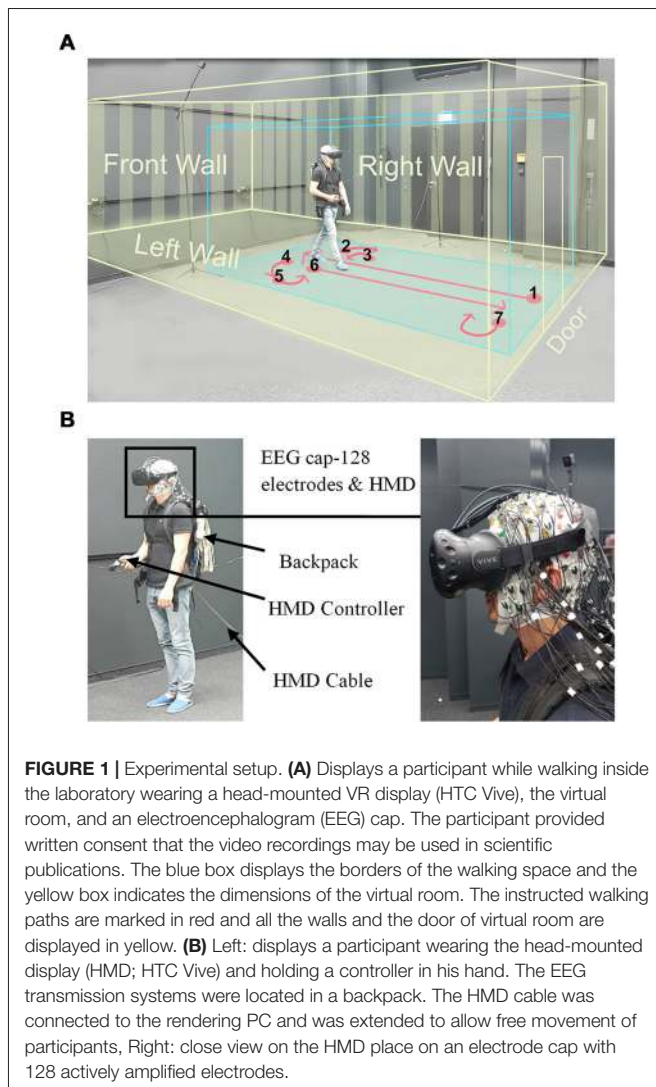 A
Front Wall
Right Wall
Left Wall
2
4
3
5
6
1
7
Door
B
EEG cap-128
electrodes & HMD
Backpack
HMD Controller
HMD Cable
VIVE
FIGURE 1 | Experimental setup. (A) Displays a participant while walking inside
the laboratory wearing a head-mounted VR display (HTC Vive), the virtual
room, and an electroencephalogram (EEG) cap. The participant provided
written consent that the video recordings may be used in scientific
publications. The blue box displays the borders of the walking space and the
yellow box indicates the dimensions of the virtual room. The instructed walking
paths are marked in red and all the walls and the door of virtual room are
displayed in yellow. (B) Left: displays a participant wearing the head-mounted
display (HMD; HTC Vive) and holding a controller in his hand. The EEG
transmission systems were located in a backpack. The HMD cable was
connected to the rendering PC and was extended to allow free movement of
participants, Right: close view on the HMD place on an electrode cap with
128 actively amplified electrodes.